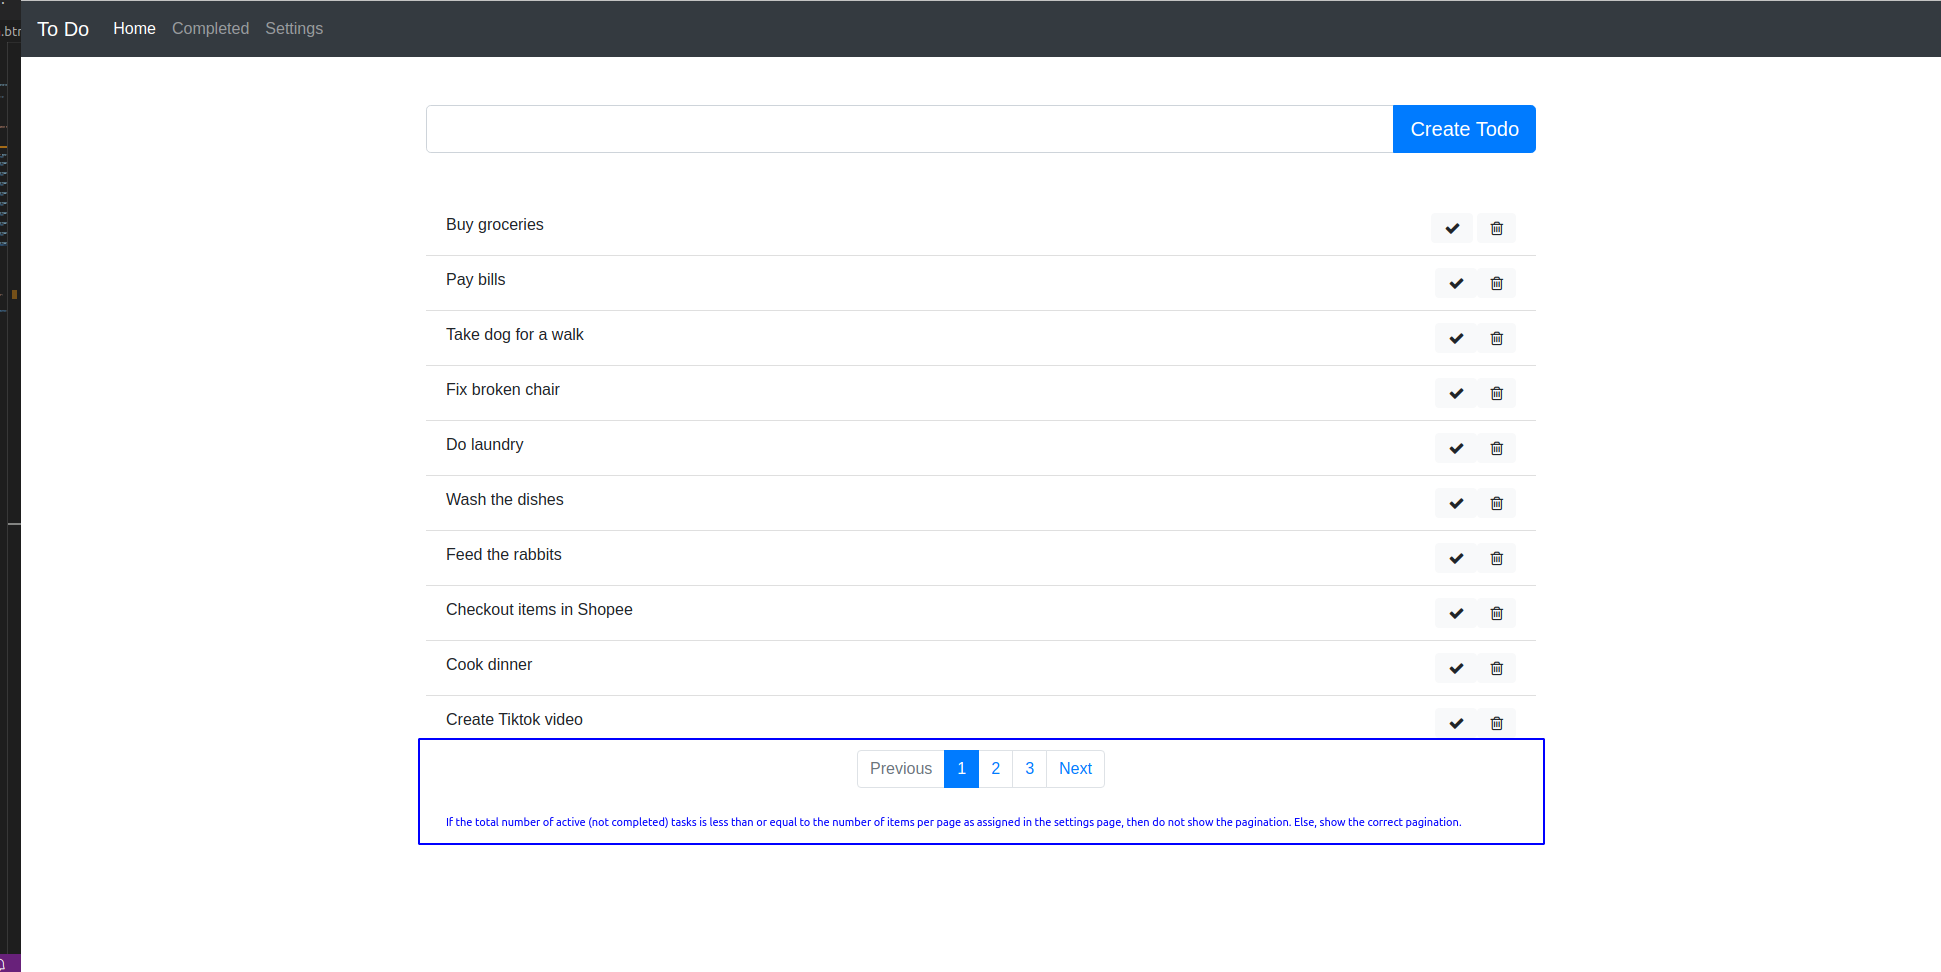 .btn
To Do Home Completed Settings
Create Todo
Buy groceries
Pay bills
Take dog for a walk
Fix broken chair
Do laundry
Wash the dishes
Feed the rabbits
Checkout items in Shopee
Cook dinner
Create Tiktok video
Previous 1 2 3 Next
If the total number of active (not completed) tasks is less than or equal to the number of items per page as assigned in the settings page, then do not show the pagination. Else, show the correct pagination.